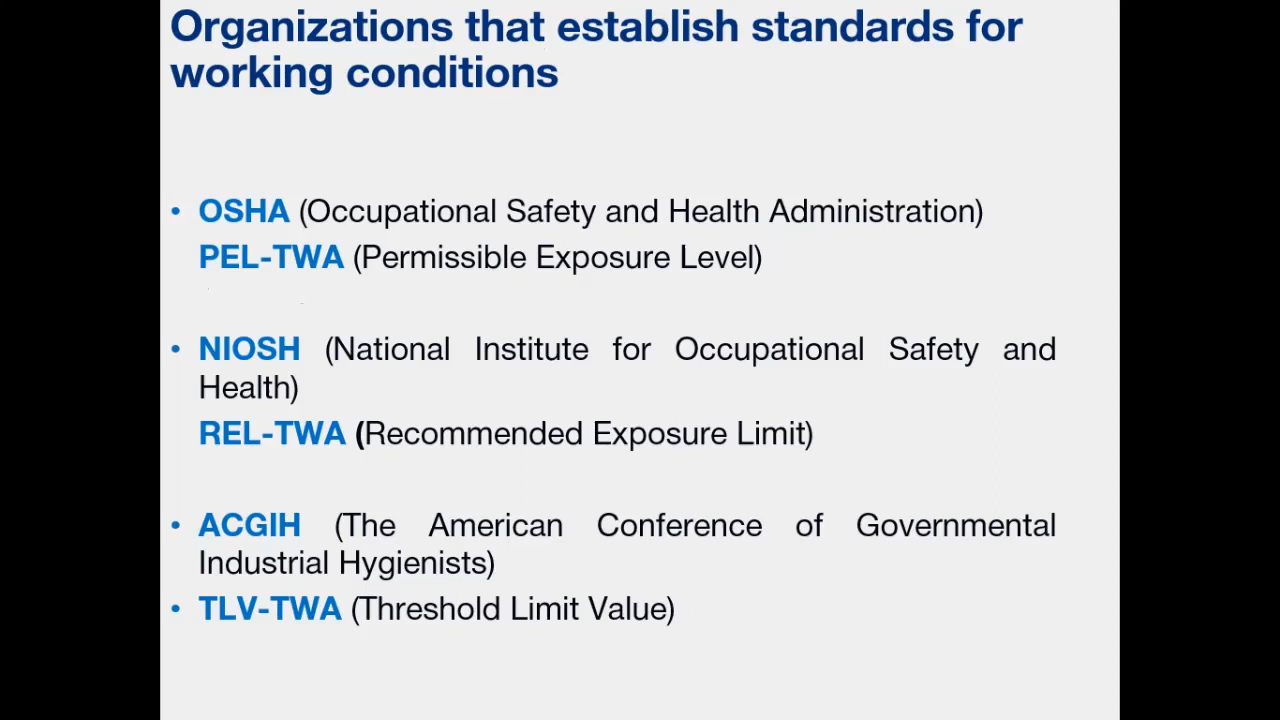 Organizations that establish standards for
working conditions
• OSHA (Occupational Safety and Health Administration)
PEL-TWA (Permissible Exposure Level)
• NIOSH (National Institute for Occupational Safety and
Health)
REL-TWA (Recommended Exposure Limit)
• ACGIH (The American Conference of Governmental
Industrial Hygienists)
• TLV-TWA (Threshold Limit Value)